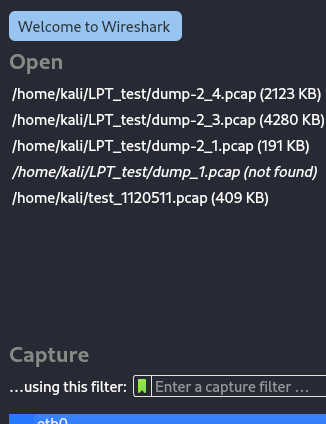 Welcome to Wireshark
Open
/home/kali/LPT_test/dump-2_4.pcap (2123 KB)
/home/kali/LPT_test/dump-2_3.pcap (4280 KB)
/home/kali/LPT_test/dump-2_1.pcap (191 KB)
/home/kali/LPT_test/dump_1.pcap (not found)
/home/kali/test_1120511.pcap (409 KB)
Capture
...using this filter: Enter a capture filter ...
eth0